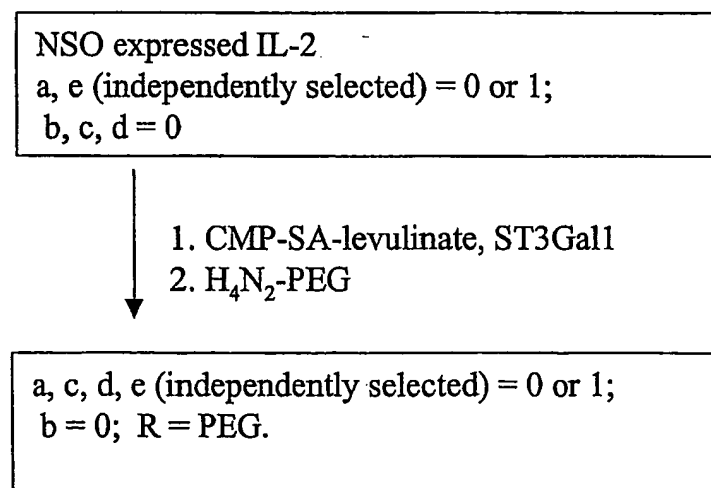 NSO expressed IL-2
a, e (independently selected) = 0 or 1;
b, c, d = 0
1. CMP-SA-levulinate, ST3Gal1
2. H₄N₂-PEG
a, c, d, e (independently selected) = 0 or 1;
b = 0; R = PEG.